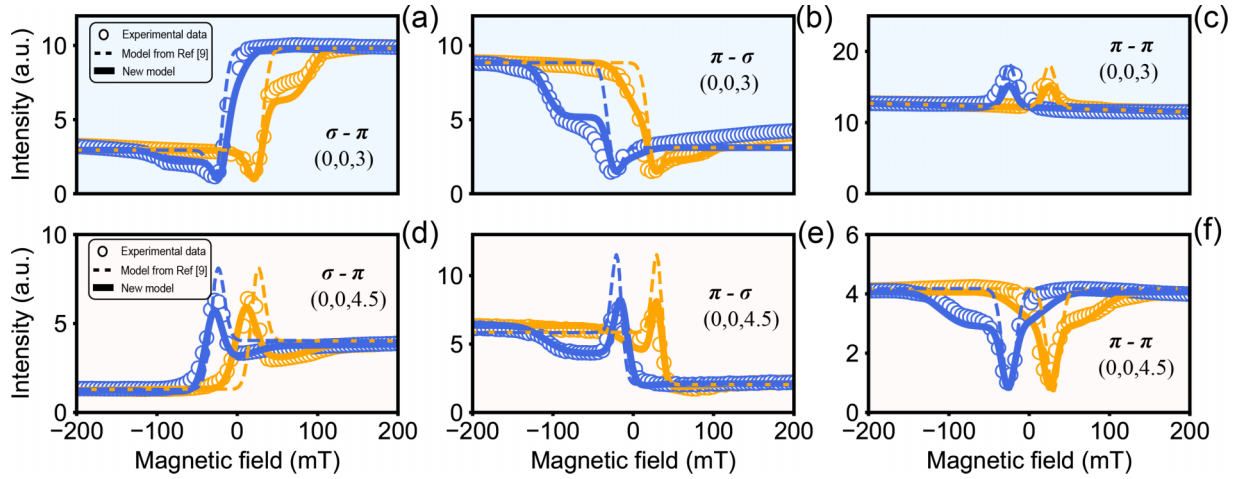 (a)
Intensity (a.u.)
10
5
0
Experimental data
Model from Ref [9]
New model
σ - π
(0,0,3)
(b)
10
5
0
π - σ
(0,0,3)
(c)
20
10
0
π - π
(0,0,3)
(d)
Intensity (a.u.)
10
5
0
Experimental data
Model from Ref [9]
New model
σ - π
(0,0,4.5)
−200
−100
0
100
200
Magnetic field (mT)
(e)
15
10
5
0
π - σ
(0,0,4.5)
−200
−100
0
100
200
Magnetic field (mT)
(f)
6
4
2
0
π - π
(0,0,4.5)
−200
−100
0
100
200
Magnetic field (mT)